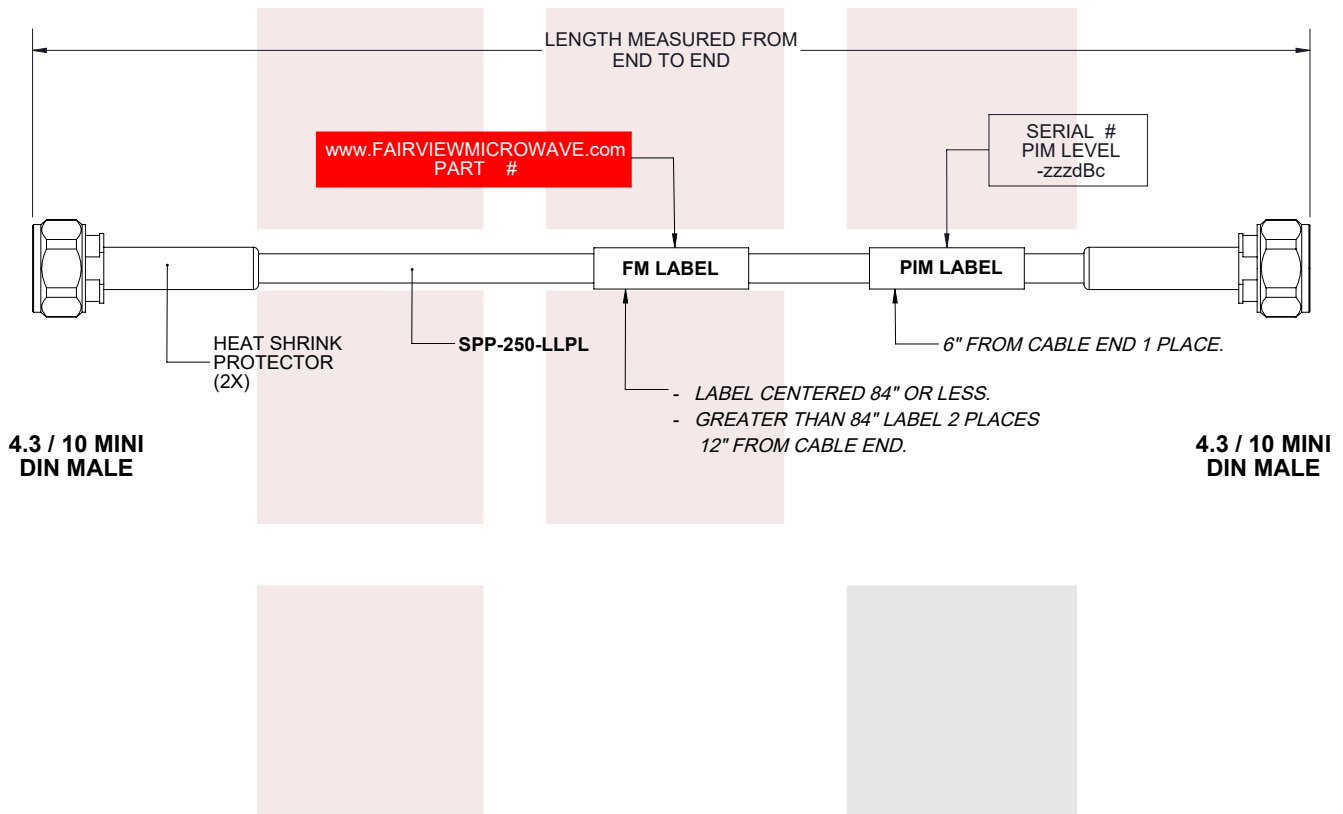 LENGTH MEASURED FROM
END TO END
www.FAIRVIEWMICROWAVE.com
PART #
SERIAL #
PIM LEVEL
-zzzdBc
FM LABEL
PIM LABEL
HEAT SHRINK
PROTECTOR
(2X)
SPP-250-LLPL
6" FROM CABLE END 1 PLACE.
- LABEL CENTERED 84" OR LESS.
- GREATER THAN 84" LABEL 2 PLACES
12" FROM CABLE END.
4.3 / 10 MINI
DIN MALE
4.3 / 10 MINI
DIN MALE